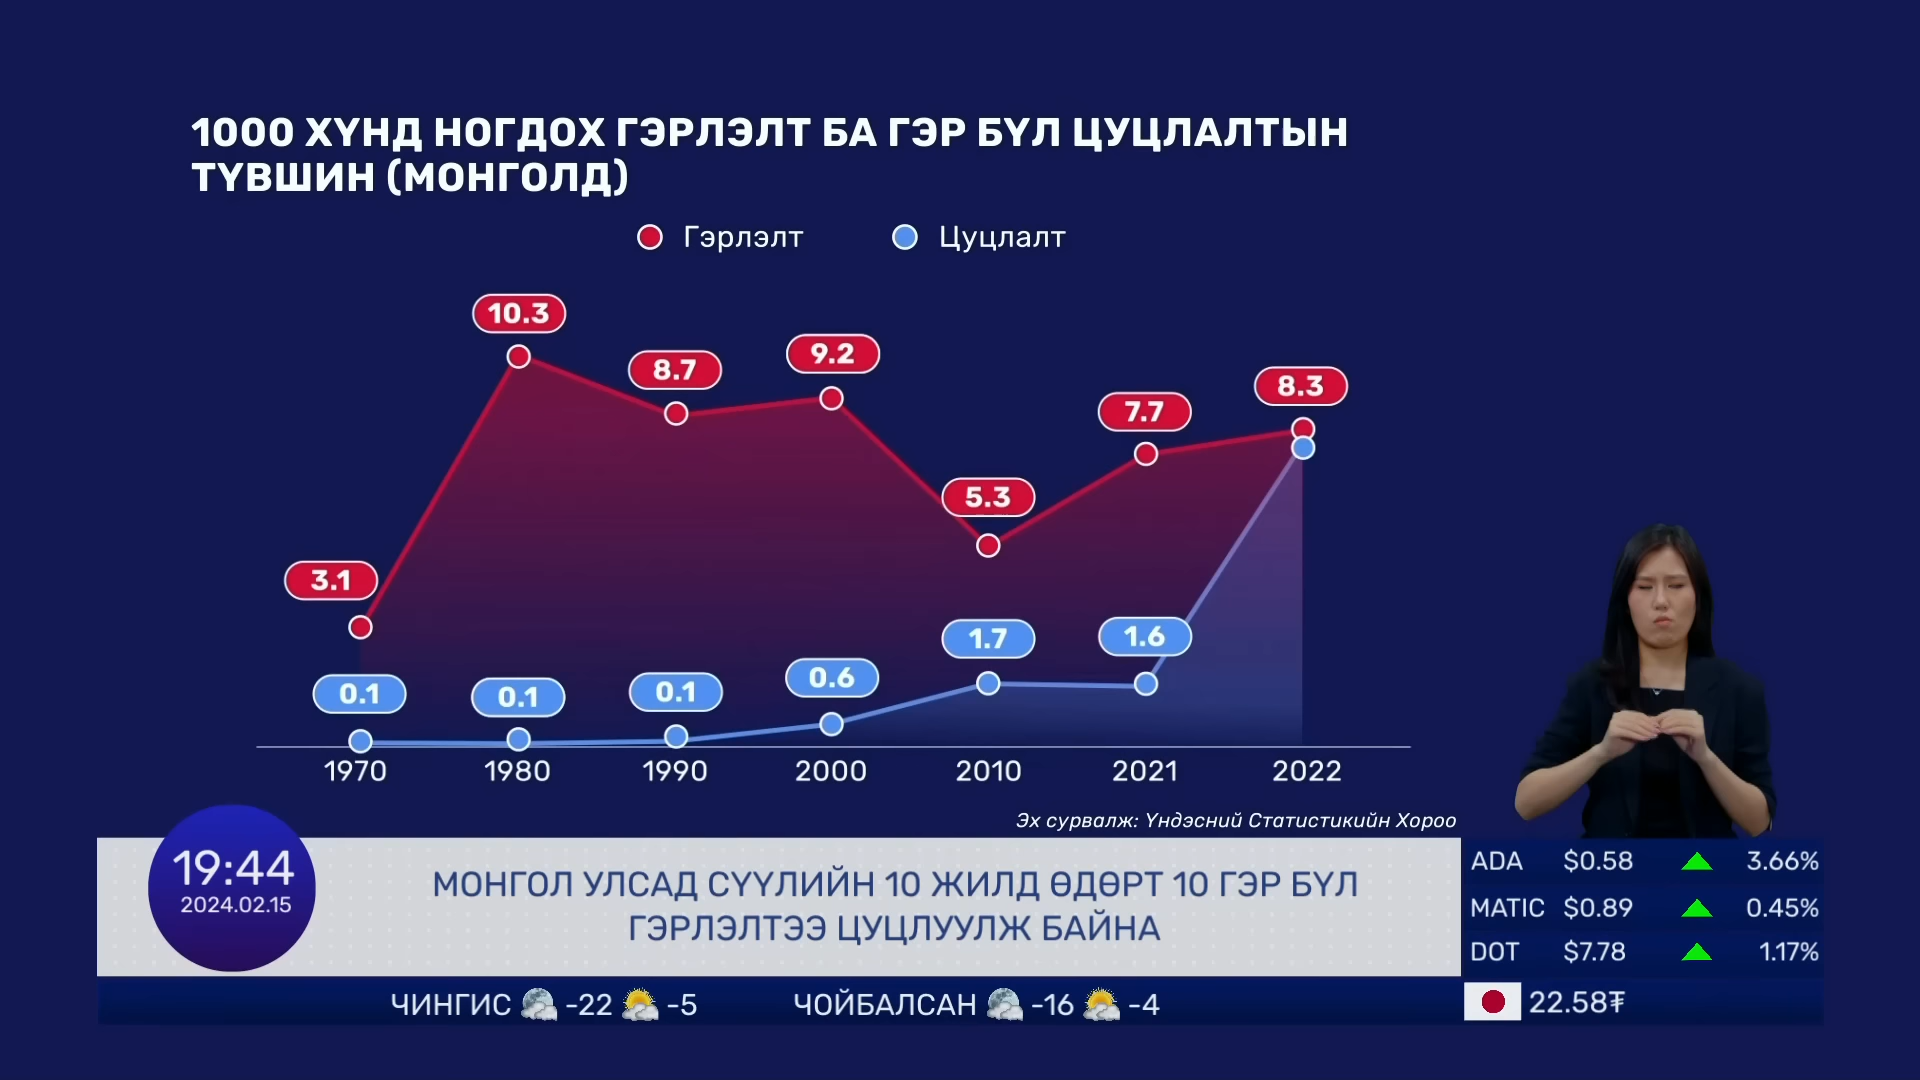 1000 ХҮНД НОГДОХ ГЭРЛЭЛТ БА ГЭР БҮЛ ЦУЦЛАЛТЫН
ТҮВШИН (МОНГОЛД)
Гэрлэлт Цуцлалт
10.3
9.2
8.7
8.3
7.7
5.3
3.1
1.7
1.6
0.6
0.1 0.1 0.1
1970 1980 1990 2000 2010 2021 2022
Эх сурвалж: Үндэсний Статистикийн Хороо
19:44
2024.02.15
МОНГОЛ УЛСАД СҮҮЛИЙН 10 ЖИЛД ӨДӨРТ 10 ГЭР БҮЛ
ГЭРЛЭЛТЭЭ ЦУЦЛУУЛЖ БАЙНА
ADA $0.58 3.66%
MATIC $0.89 0.45%
DOT $7.78 1.17%
ЧИНГИС -22 -5 ЧОЙБАЛСАН -16 -4
22.58₮